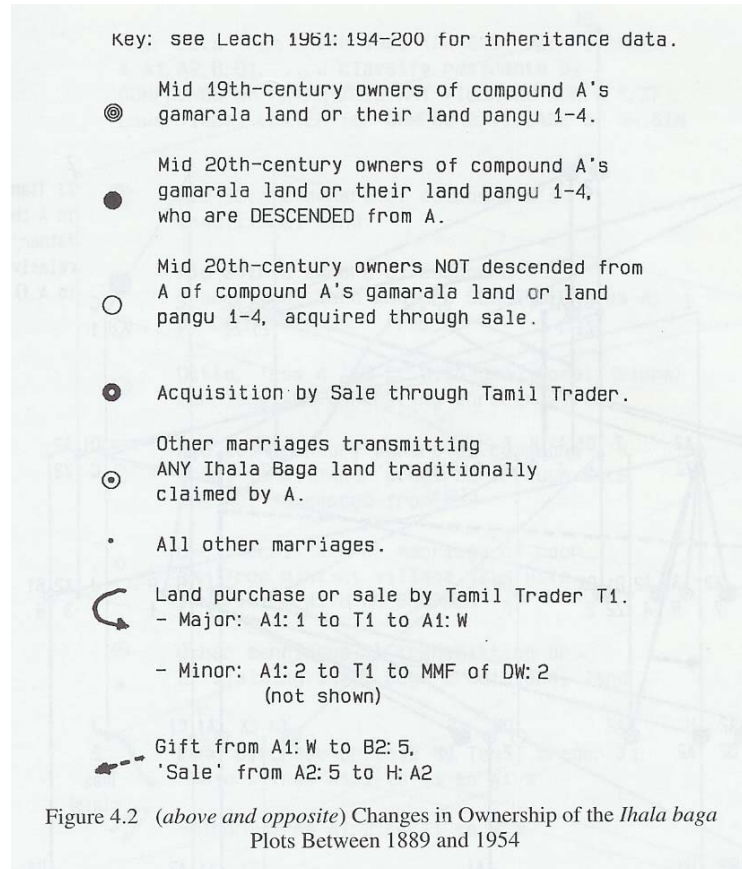 Key: see Leach 1961: 194-200 for inheritance data.
Mid 19th-century owners of compound A's
gamarala land or their land pangu 1-4.
Mid 20th-century owners of compound A's
gamarala land or their land pangu 1-4,
who are DESCENDED from A.
Mid 20th-century owners NOT descended from
A of compound A's gamarala land or land
pangu 1-4, acquired through sale.
Acquisition by Sale through Tamil Trader.
Other marriages transmitting
ANY Ihala Baga land traditionally
claimed by A.
All other marriages.
Land purchase or sale by Tamil Trader T1.
- Major: A1: 1 to T1 to A1: W
- Minor: A1: 2 to T1 to MMF of DW: 2
(not shown)
Gift from A1: W to B2: 5,
'Sale' from A2: 5 to H: A2
Figure 4.2 (above and opposite) Changes in Ownership of the Ihala baga
Plots Between 1889 and 1954